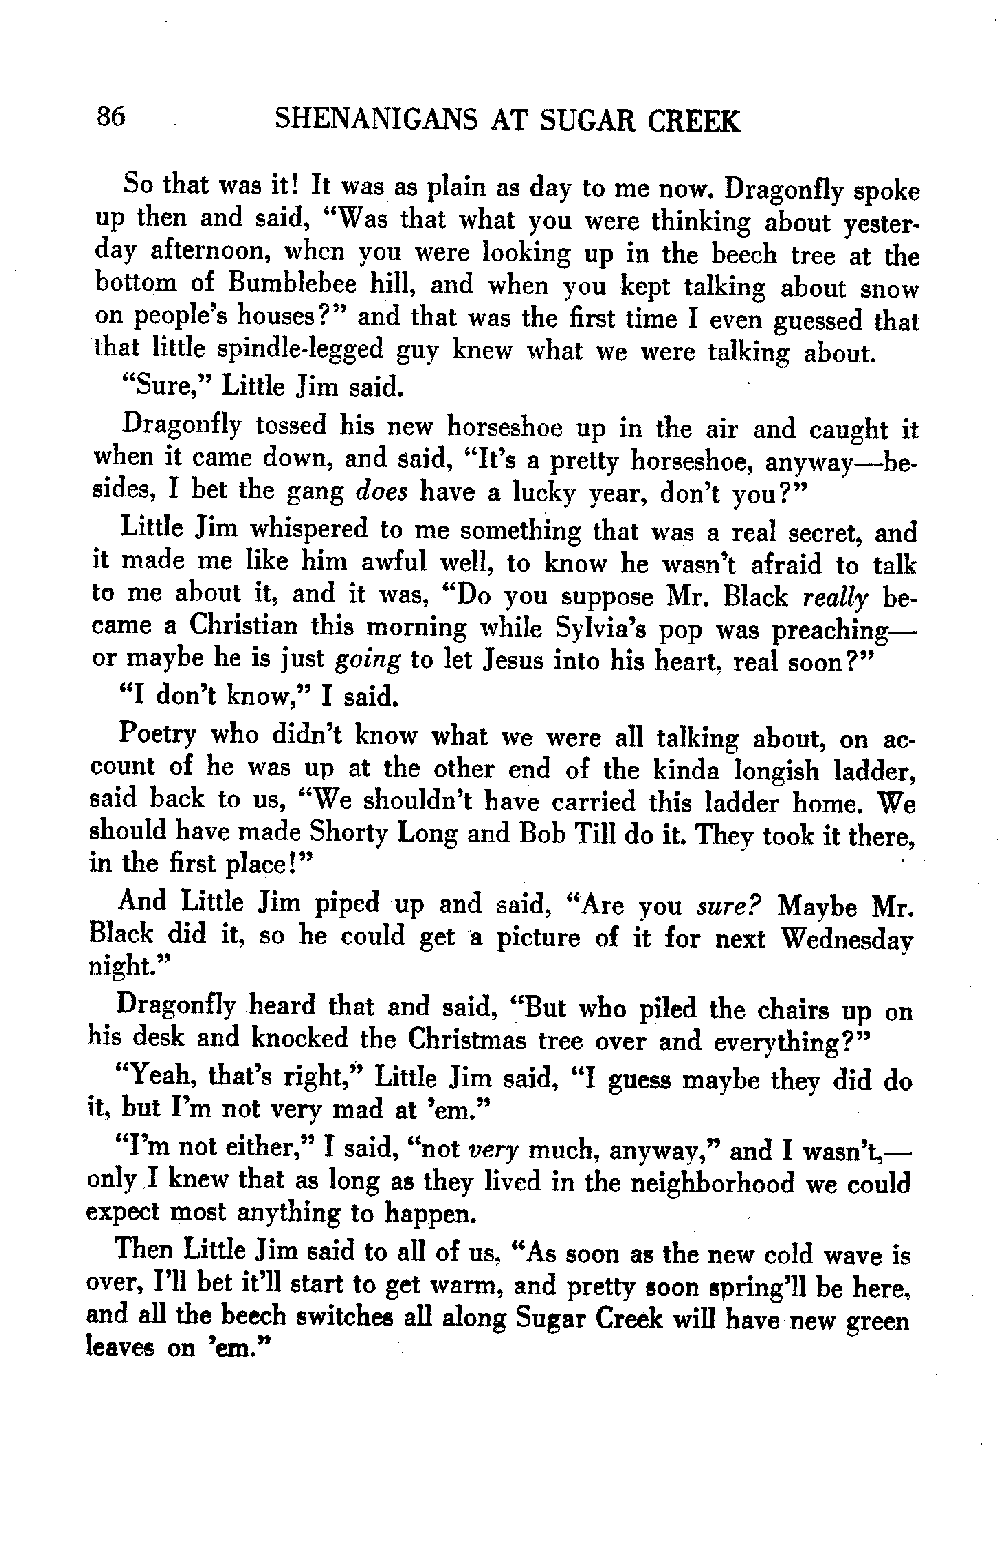 86 SHENANIGANS AT SUGAR CREEK
So that was it! It was as plain as day to me now. Dragonfly spoke
up then and said, “Was that what you were thinking about yester-
day afternoon, when you were looking up in the beech tree at the
bottom of Bumblebee hill, and when you kept talking about snow
on people’s houses?” and that was the first time I even guessed that
that little spindle-legged guy knew what we were talking about.
“Sure,” Little Jim said.
Dragonfly tossed his new horseshoe up in the air and caught it
when it came down, and said, “It’s a pretty horseshoe, anyway—be-
sides, I bet the gang does have a lucky year, don’t you?”
Little Jim whispered to me something that was a real secret, and
it made me like him awful well, to know he wasn’t afraid to talk
to me about it, and it was, “Do you suppose Mr. Black really be-
came a Christian this morning while Sylvia’s pop was preaching—
or maybe he is just going to let Jesus into his heart, real soon?”
“I don’t know,” I said.
Poetry who didn’t know what we were all talking about, on ac-
count of he was up at the other end of the kinda longish ladder,
said back to us, “We shouldn’t have carried this ladder home. We
should have made Shorty Long and Bob Till do it. They took it there,
in the first place!”
And Little Jim piped up and said, “Are you sure? Maybe Mr.
Black did it, so he could get a picture of it for next Wednesday
night.”
Dragonfly heard that and said, “But who piled the chairs up on
his desk and knocked the Christmas tree over and everything?”
“Yeah, that’s right,” Little Jim said, “I guess maybe they did do
it, but I’m not very mad at ’em.”
“I’m not either,” I said, “not very much, anyway,” and I wasn’t,—
only I knew that as long as they lived in the neighborhood we could
expect most anything to happen.
Then Little Jim said to all of us, “As soon as the new cold wave is
over, I’ll bet it’ll start to get warm, and pretty soon spring’ll be here,
and all the beech switches all along Sugar Creek will have new green
leaves on ’em.”